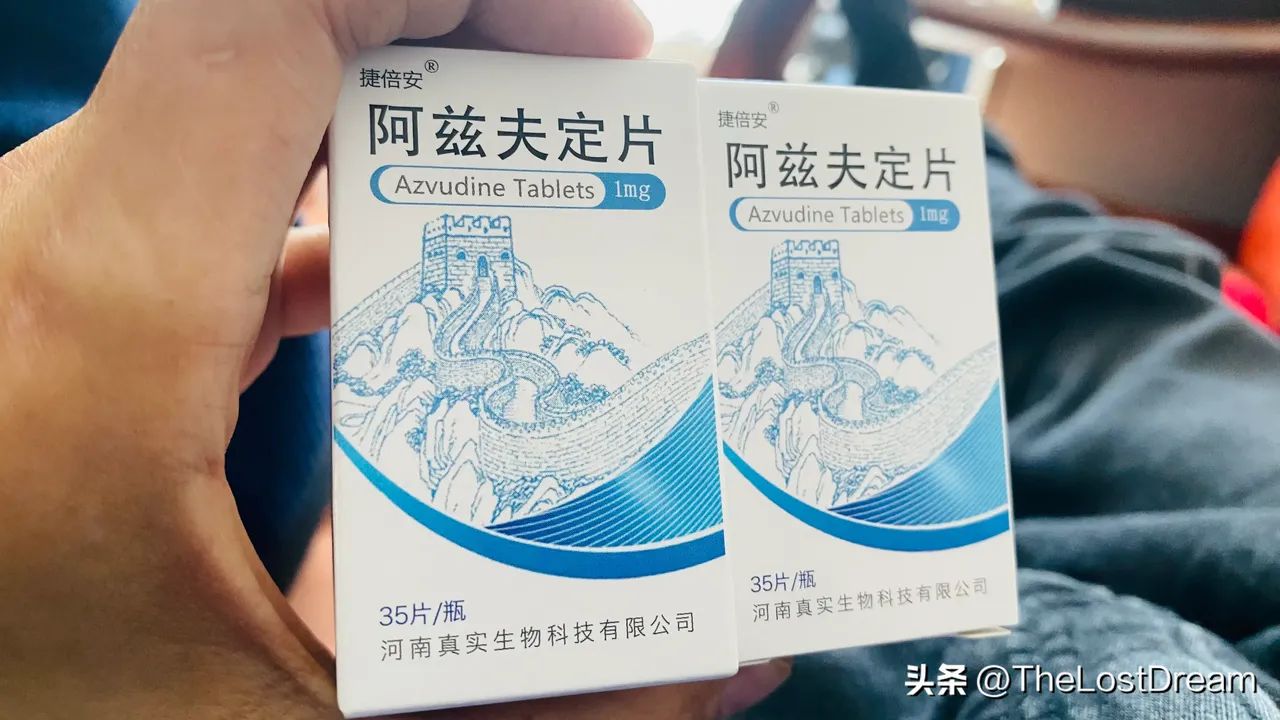 捷倍安®
阿兹夫定片
Azvudine Tablets 1mg
35片/瓶
河南真实生物科技有限公司
捷倍安®
阿兹夫定片
Azvudine Tablets 1mg
35片/瓶
河南真实生物科技有限公司
头条 @TheLostDream